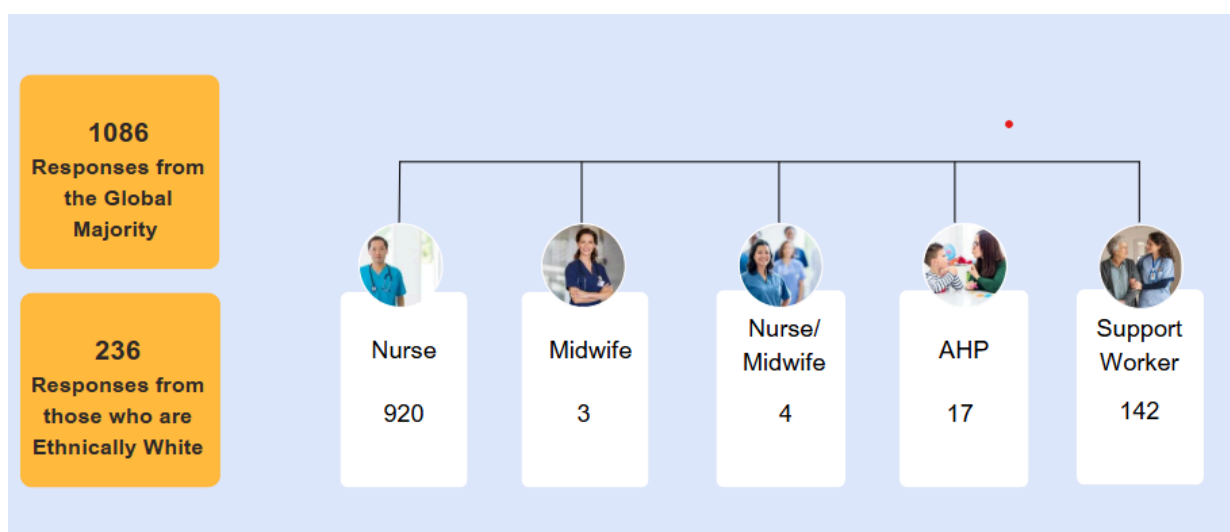 1086
Responses from
the Global
Majority
236
Responses from
those who are
Ethnically White
Nurse
920
Midwife
3
Nurse/
Midwife
4
AHP
17
Support
Worker
142